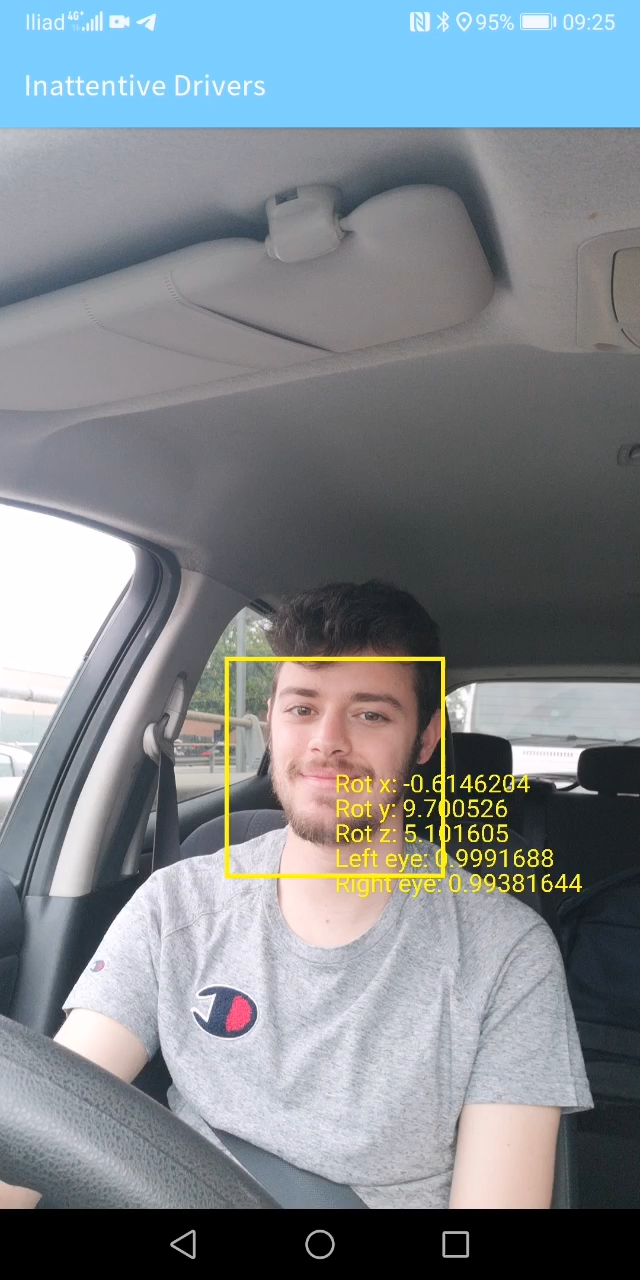 Iliad 4G+ 95% 09:25
Inattentive Drivers
Rot x: -0.6146204
Rot y: 9.700526
Rot z: 5.101605
Left eye: 0.9991688
Right eye: 0.99381644